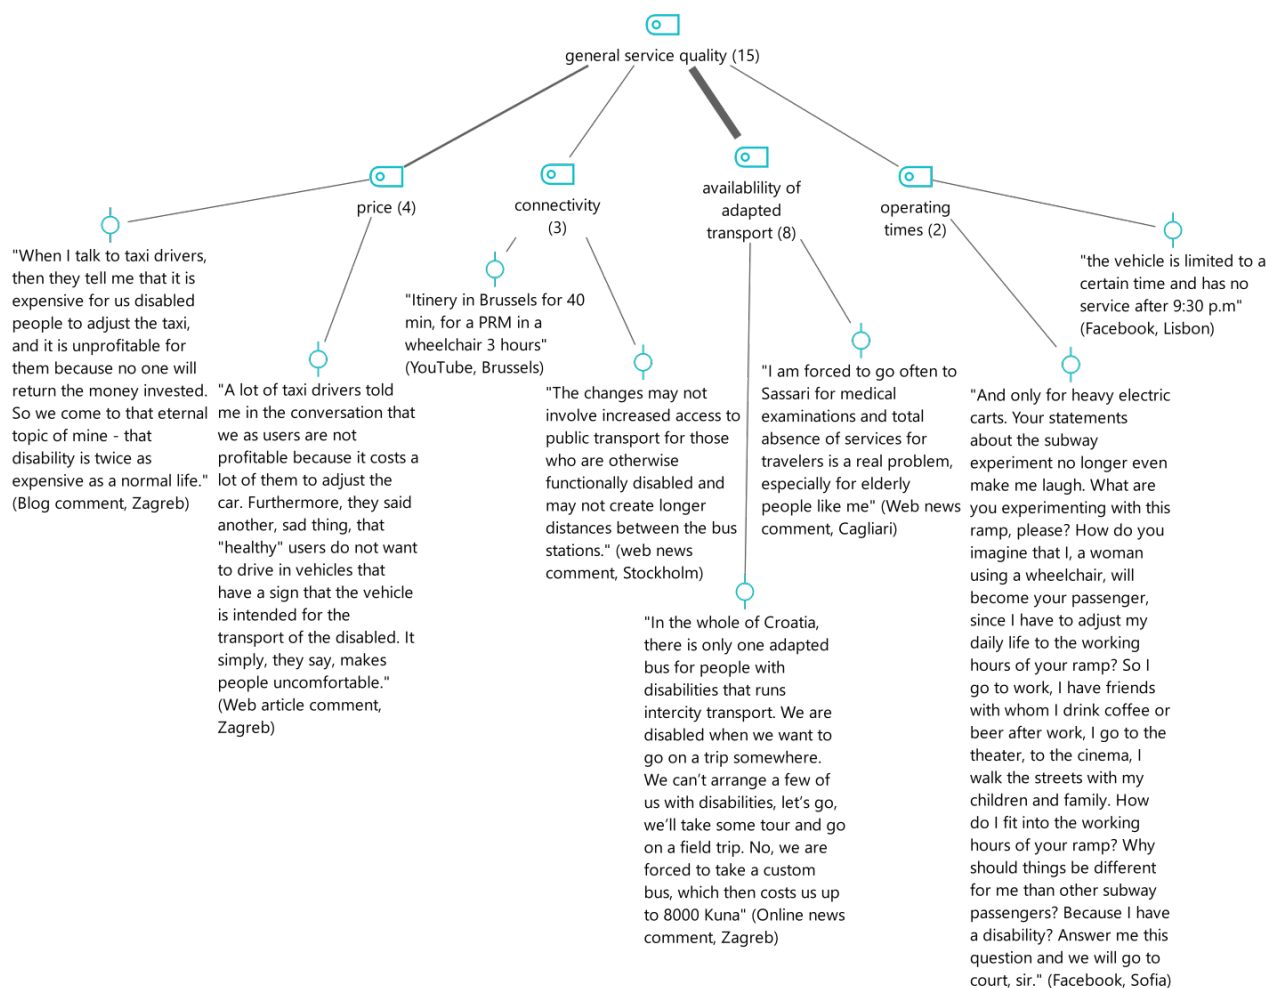 general service quality (15)
price (4)
connectivity
(3)
availablility of
adapted
transport (8)
operating
times (2)
"When I talk to taxi drivers,
then they tell me that it is
expensive for us disabled
people to adjust the taxi,
and it is unprofitable for
them because no one will
return the money invested.
So we come to that eternal
topic of mine - that
disability is twice as
expensive as a normal life."
(Blog comment, Zagreb)
"A lot of taxi drivers told
me in the conversation that
we as users are not
profitable because it costs a
lot of them to adjust the
car. Furthermore, they said
another, sad thing, that
"healthy" users do not want
to drive in vehicles that
have a sign that the vehicle
is intended for the
transport of the disabled. It
simply, they say, makes
people uncomfortable."
(Web article comment,
Zagreb)
"Itinery in Brussels for 40
min, for a PRM in a
wheelchair 3 hours"
(YouTube, Brussels)
"The changes may not
involve increased access to
public transport for those
who are otherwise
functionally disabled and
may not create longer
distances between the bus
stations." (web news
comment, Stockholm)
"In the whole of Croatia,
there is only one adapted
bus for people with
disabilities that runs
intercity transport. We are
disabled when we want to
go on a trip somewhere.
We can't arrange a few of
us with disabilities, let's go,
we'll take some tour and go
on a field trip. No, we are
forced to take a custom
bus, which then costs us up
to 8000 Kuna" (Online news
comment, Zagreb)
"I am forced to go often to
Sassari for medical
examinations and total
absence of services for
travelers is a real problem,
especially for elderly
people like me" (Web news
comment, Cagliari)
"And only for heavy electric
carts. Your statements
about the subway
experiment no longer even
make me laugh. What are
you experimenting with this
ramp, please? How do you
imagine that I, a woman
using a wheelchair, will
become your passenger,
since I have to adjust my
daily life to the working
hours of your ramp? So I
go to work, I have friends
with whom I drink coffee or
beer after work, I go to the
theater, to the cinema, I
walk the streets with my
children and family. How
do I fit into the working
hours of your ramp? Why
should things be different
for me than other subway
passengers? Because I have
a disability? Answer me this
question and we will go to
court, sir." (Facebook, Sofia)
"the vehicle is limited to a
certain time and has no
service after 9:30 p.m"
(Facebook, Lisbon)